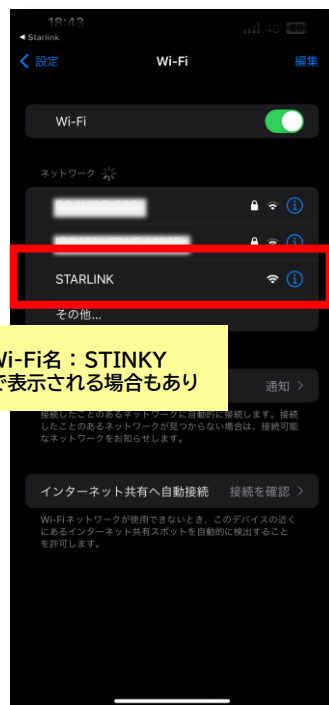 18:43
4G 89
◀ Starlink
設定
Wi-Fi
編集
Wi-Fi
ネットワーク
STARLINK
その他...
Wi-Fi名：STINKY
で表示される場合もあり
通知
接続したことのあるネットワークに自動的に接続します。接続
したことのあるネットワークが見つからない場合は、接続可能
なネットワークをお知らせします。
インターネット共有へ自動接続 接続を確認
Wi-Fiネットワークが使用できないとき、このデバイスの近く
にあるインターネット共有スポットを自動的に検出すること
を許可します。